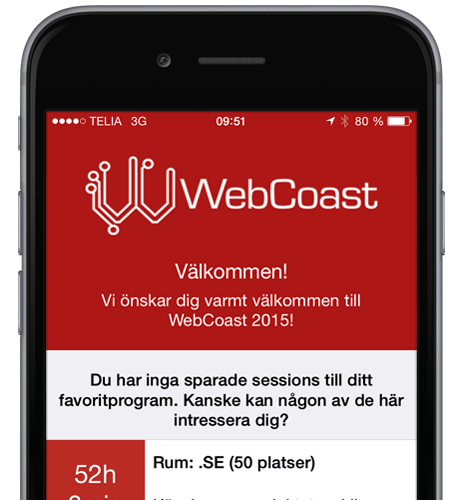 ●●●●○ TELIA 3G 09:51 80 %
WebCoast
Välkommen!
Vi önskar dig varmt välkommen till
WebCoast 2015!
Du har inga sparade sessions till ditt
favoritprogram. Kanske kan någon av de här
intressera dig?
Rum: .SE (50 platser)
52h